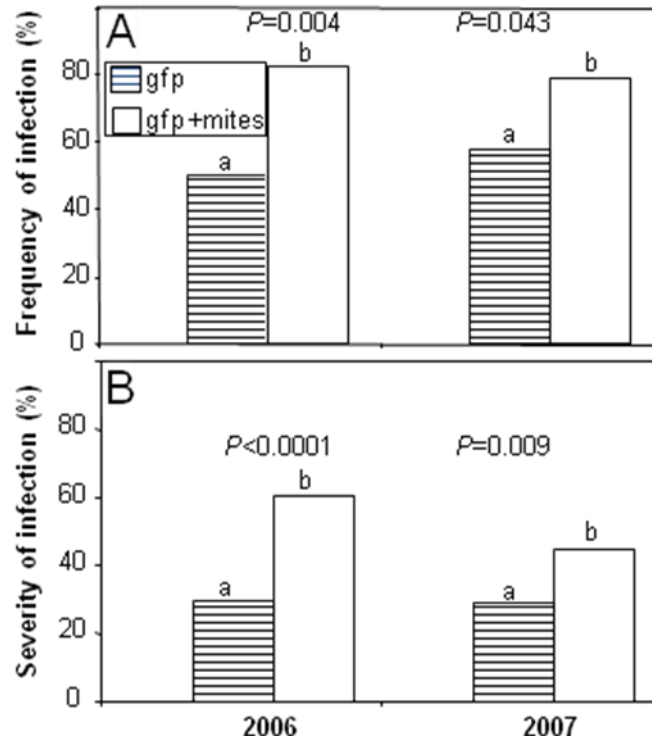 A
P=0.004
P=0.043
Frequency of infection (%)
80
60
40
20
0
gfp
gfp+mites
a
b
a
b
B
P<0.0001
P=0.009
Severity of infection (%)
80
60
40
20
0
a
b
a
b
2006
2007